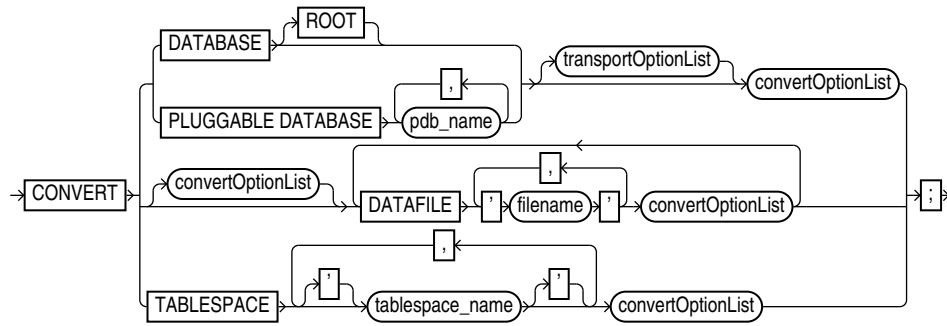 ROOT
DATABASE
transportOptionList
,
convertOptionList
PLUGGABLE DATABASE
pdb_name
convertOptionList
,
CONVERT
DATAFILE
'
filename
'
convertOptionList
;
,
'
'
TABLESPACE
tablespace_name
convertOptionList